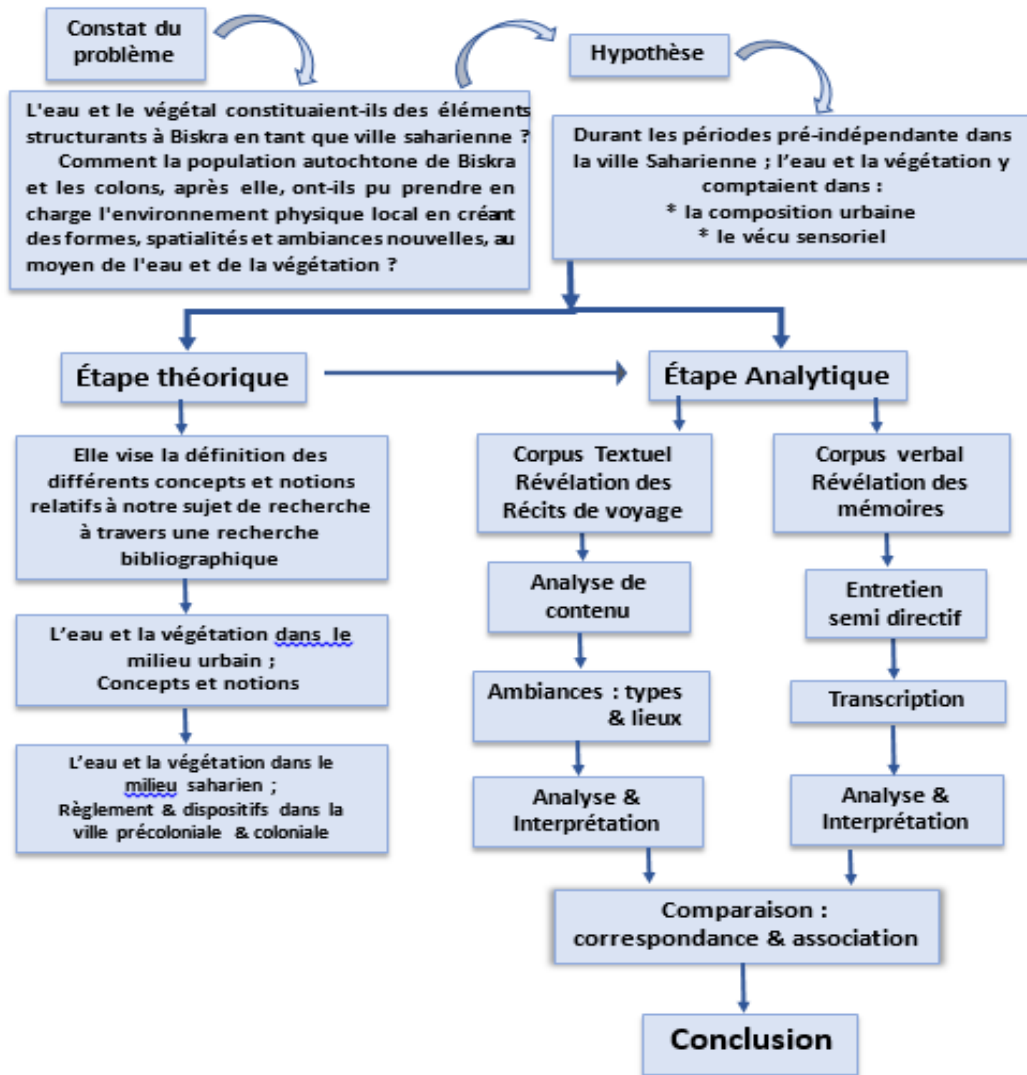 Constat du
problème
Hypothèse
L'eau et le végétal constituaient-ils des éléments
structurants à Biskra en tant que ville saharienne ?
Comment la population autochtone de Biskra
et les colons, après elle, ont-ils pu prendre en
charge l'environnement physique local en créant
des formes, spatialités et ambiances nouvelles, au
moyen de l'eau et de la végétation ?
Durant les périodes pré-indépendante dans
la ville Saharienne ; l'eau et la végétation y
comptaient dans :
* la composition urbaine
* le vécu sensoriel
Étape théorique
Étape Analytique
Elle vise la définition des
différents concepts et notions
relatifs à notre sujet de recherche
à travers une recherche
bibliographique
L'eau et la végétation dans le
milieu urbain ;
Concepts et notions
L'eau et la végétation dans le
milieu saharien ;
Règlement & dispositifs dans la
ville précoloniale & coloniale
Corpus Textuel
Révélation des
Récits de voyage
Analyse de
contenu
Ambiances : types
& lieux
Analyse &
Interprétation
Corpus verbal
Révélation des
mémoires
Entretien
semi directif
Transcription
Analyse &
Interprétation
Comparaison :
correspondance & association
Conclusion